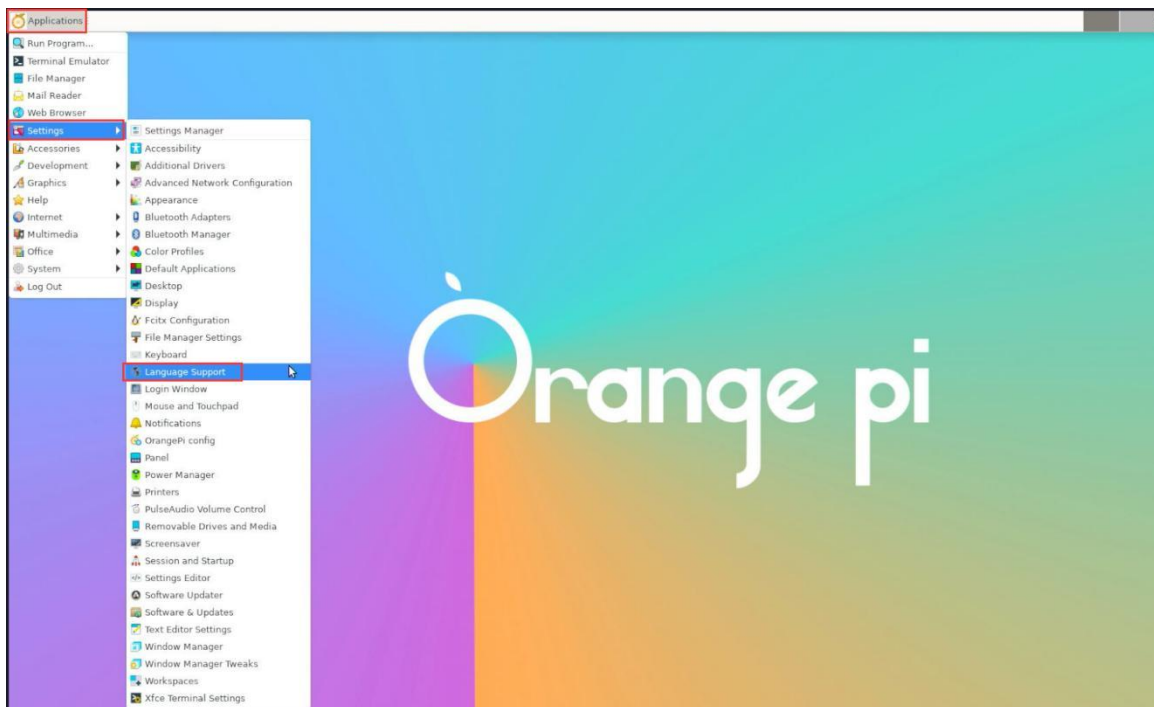 Applications
Run Program...
Terminal Emulator
File Manager
Mail Reader
Web Browser
Settings
Accessories
Development
Graphics
Help
Internet
Multimedia
Office
System
Log Out
Settings Manager
Accessibility
Additional Drivers
Advanced Network Configuration
Appearance
Bluetooth Adapters
Bluetooth Manager
Color Profiles
Default Applications
Desktop
Display
Fcitx Configuration
File Manager Settings
Keyboard
Language Support
Login Window
Mouse and Touchpad
Notifications
OrangePi config
Panel
Power Manager
Printers
PulseAudio Volume Control
Removable Drives and Media
Screensaver
Session and Startup
Settings Editor
Software Updater
Software & Updates
Text Editor Settings
Window Manager
Window Manager Tweaks
Workspaces
Xfce Terminal Settings
Orange pi